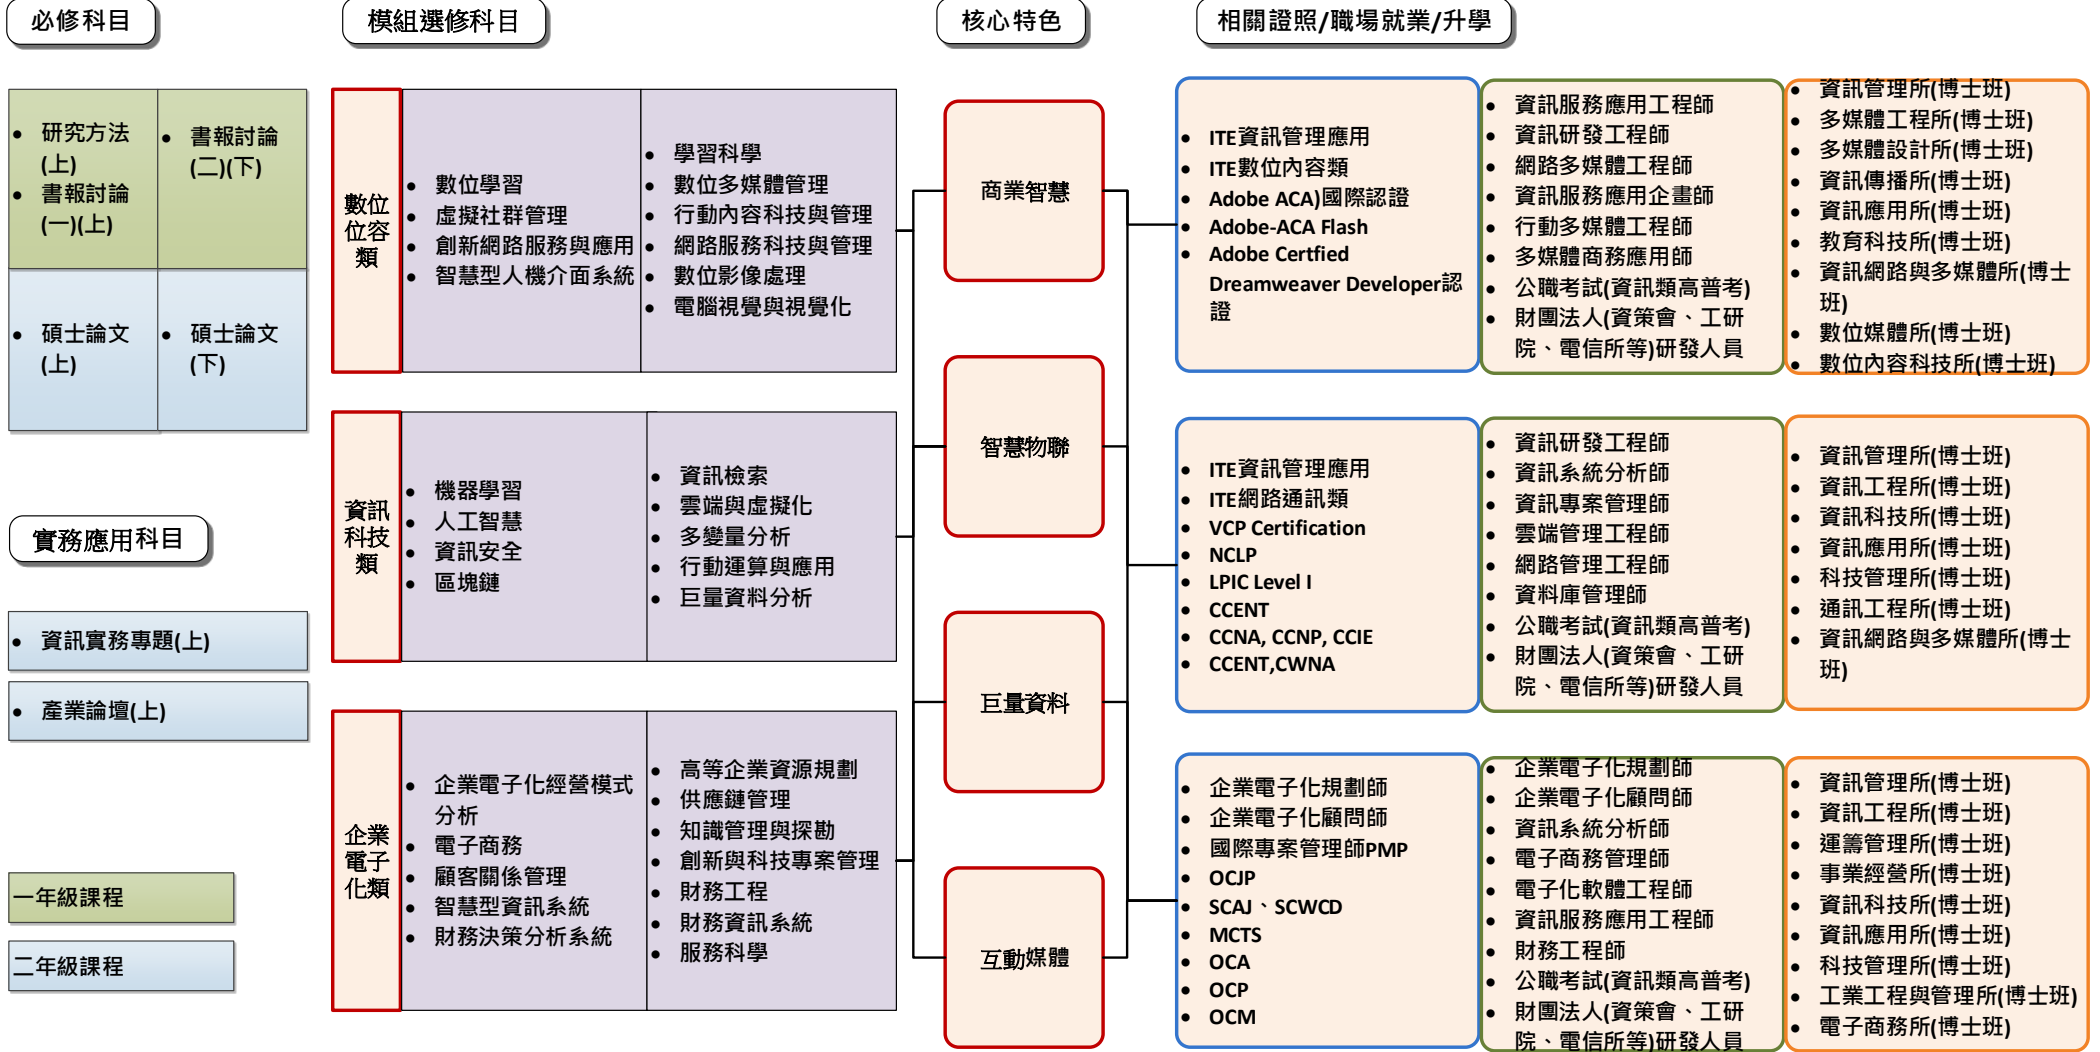 必修科目
模組選修科目
核心特色
相關證照/職場就業/升學
研究方法
(上)
書報討論
(一)(上)
書報討論
(二)(下)
碩士論文
(上)
碩士論文
(下)
實務應用科目
資訊實務專題(上)
產業論壇(上)
一年級課程
二年級課程
數位
位容
類
數位學習
虛擬社群管理
創新網路服務與應用
智慧型人機介面系統
學習科學
數位多媒體管理
行動內容科技與管理
網路服務科技與管理
數位影像處理
電腦視覺與視覺化
資訊
科技
類
機器學習
人工智慧
資訊安全
區塊鏈
資訊檢索
雲端與虛擬化
多變量分析
行動運算與應用
巨量資料分析
企業
電子
化類
企業電子化經營模式
分析
電子商務
顧客關係管理
智慧型資訊系統
財務決策分析系統
高等企業資源規劃
供應鏈管理
知識管理與探勘
創新與科技專案管理
財務工程
財務資訊系統
服務科學
商業智慧
智慧物聯
巨量資料
互動媒體
ITE資訊管理應用
ITE數位內容類
Adobe ACA)國際認證
Adobe-ACA Flash
Adobe Certfied
Dreamweaver Developer認
證
資訊服務應用工程師
資訊研發工程師
網路多媒體工程師
資訊服務應用企畫師
行動多媒體工程師
多媒體商務應用師
公職考試(資訊類高普考)
財團法人(資策會、工研
院、電信所等)研發人員
資訊管理所(博士班)
多媒體工程所(博士班)
多媒體設計所(博士班)
資訊傳播所(博士班)
資訊應用所(博士班)
教育科技所(博士班)
資訊網路與多媒體所(博士
班)
數位媒體所(博士班)
數位內容科技所(博士班)
ITE資訊管理應用
ITE網路通訊類
VCP Certification
NCLP
LPIC Level I
CCENT
CCNA, CCNP, CCIE
CCENT,CWNA
資訊研發工程師
資訊系統分析師
資訊專案管理師
雲端管理工程師
網路管理工程師
資料庫管理師
公職考試(資訊類高普考)
財團法人(資策會、工研
院、電信所等)研發人員
資訊管理所(博士班)
資訊工程所(博士班)
資訊科技所(博士班)
資訊應用所(博士班)
科技管理所(博士班)
通訊工程所(博士班)
資訊網路與多媒體所(博士
班)
企業電子化規劃師
企業電子化顧問師
國際專案管理師PMP
OCJP
SCAJ、SCWCD
MCTS
OCA
OCP
OCM
企業電子化規劃師
企業電子化顧問師
資訊系統分析師
電子商務管理師
電子化軟體工程師
資訊服務應用工程師
財務工程師
公職考試(資訊類高普考)
財團法人(資策會、工研
院、電信所等)研發人員
資訊管理所(博士班)
資訊工程所(博士班)
運籌管理所(博士班)
事業經營所(博士班)
資訊科技所(博士班)
資訊應用所(博士班)
科技管理所(博士班)
工業工程與管理所(博士班)
電子商務所(博士班)